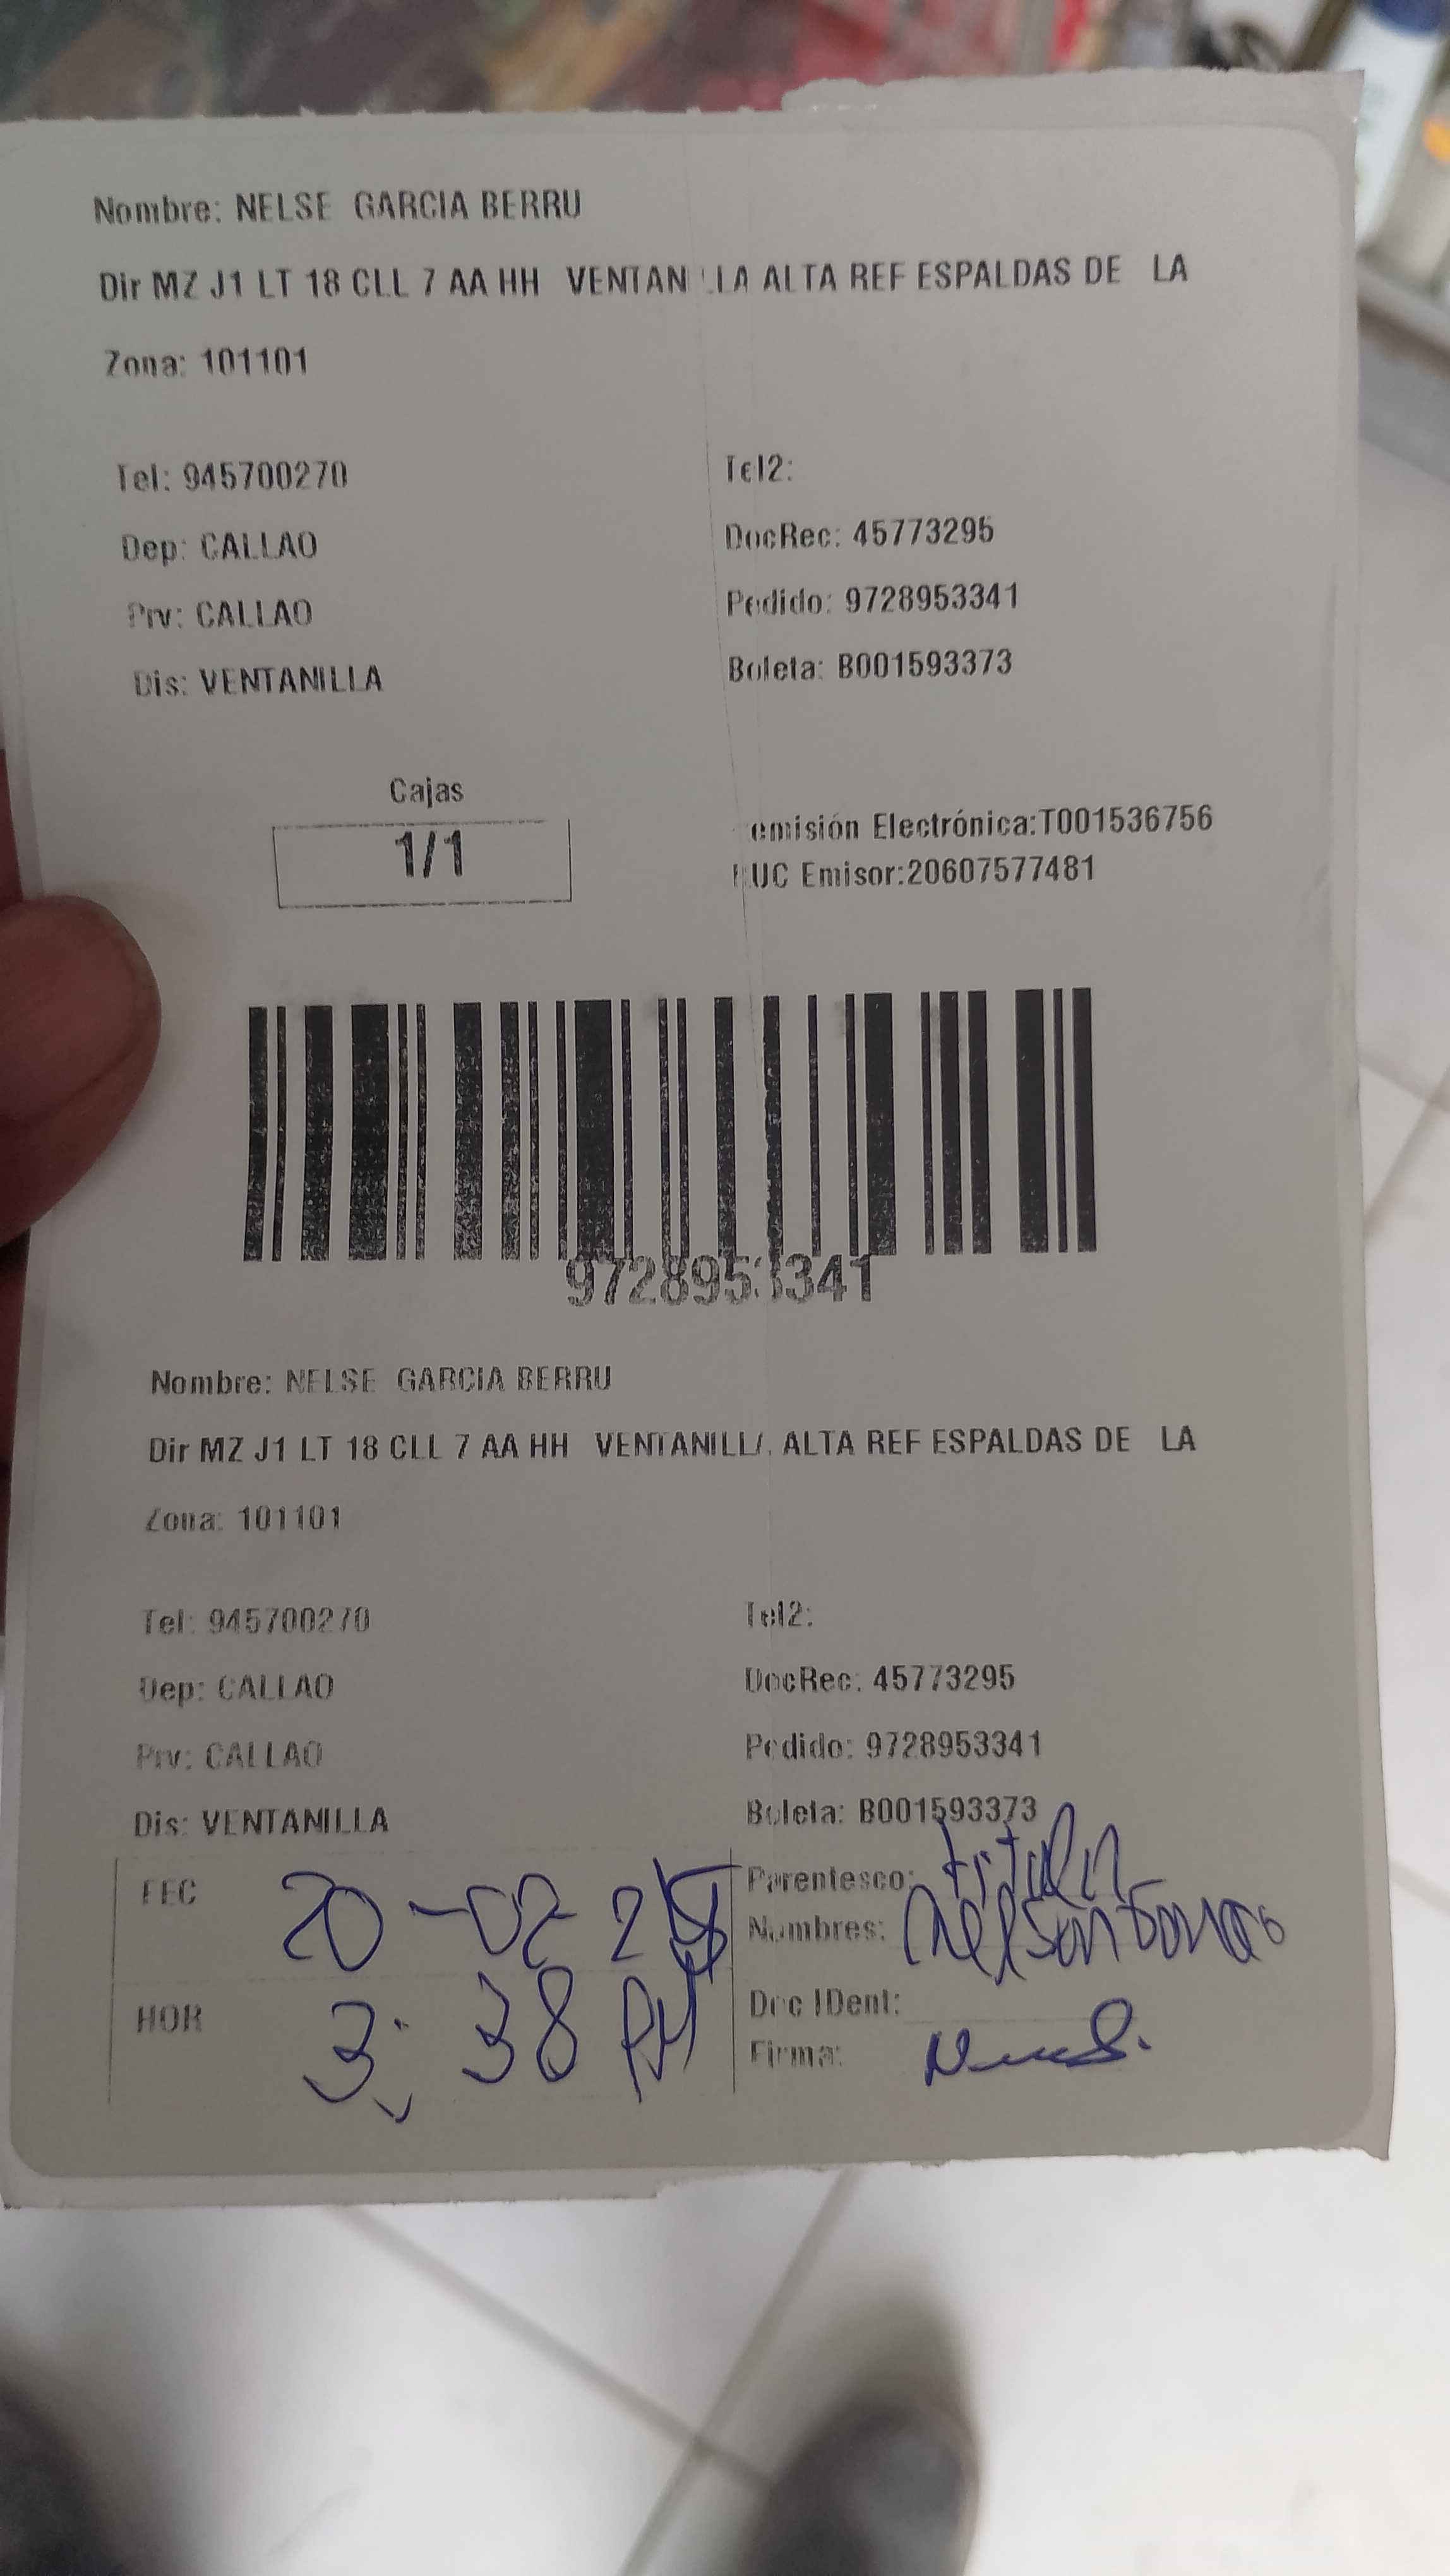 Nombre: NELSE GARCIA BERRU
Dir MZ J1 LT 18 CLL 7 AA HH VENTAN LA ALTA REF ESPALDAS DE LA
Zona: 101101
Tel: 945700270
Tel2:
Dep: CALLAO
DocRec: 45773295
Prv: CALLAO
Pedido: 9728953341
Dis: VENTANILLA
Boleta: B001593373
Cajas
1/1
emisión Electrónica:T001536756
RUC Emisor:20607577481
9728953341
Nombre: NELSE GARCIA BERRU
Dir MZ J1 LT 18 CLL 7 AA HH VENTANILLA ALTA REF ESPALDAS DE LA
Zona: 101101
Tel: 945700270
Tel2:
Dep: CALLAO
DocRec: 45773295
Prv: CALLAO
Pedido: 9728953341
Dis: VENTANILLA
Boleta: B001593373
FEC 20-02-25
Parentesco: titular
Nombres:
HOR 3:38 PM
Doc IDent:
Firma: